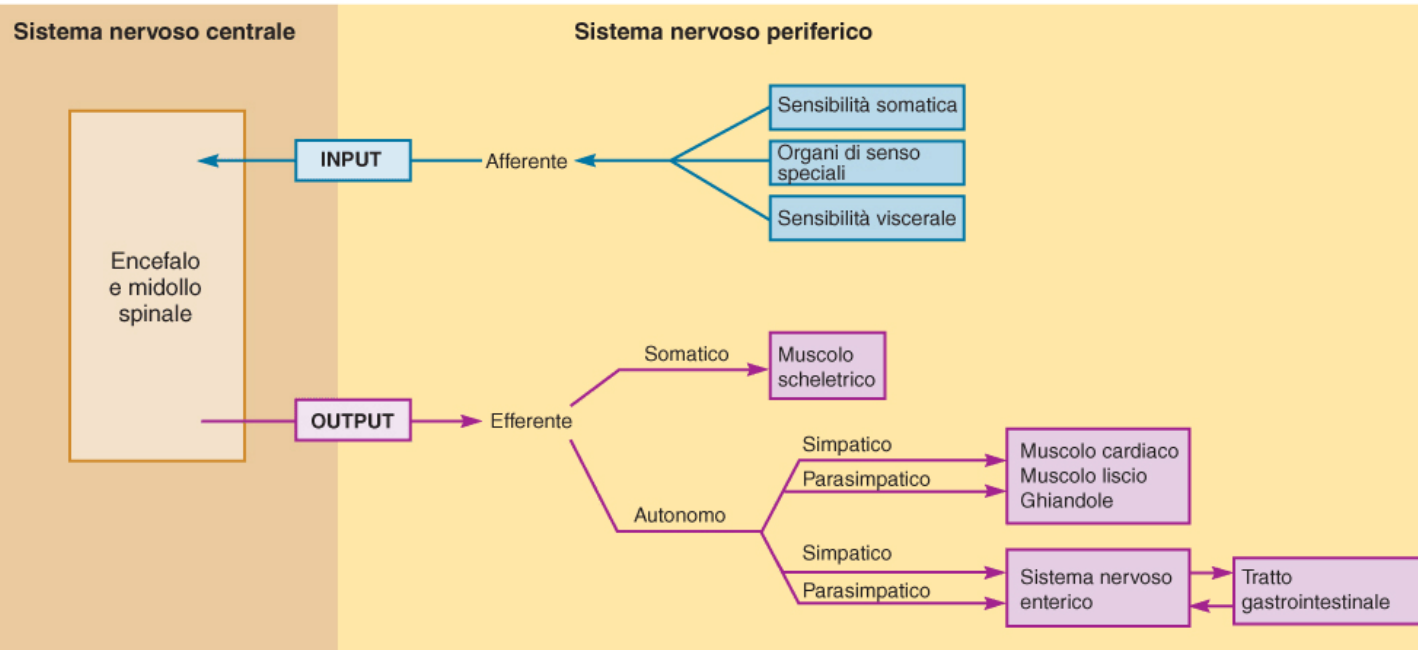 Sistema nervoso centrale
Sistema nervoso periferico
Sensibilità somatica
INPUT
Afferente
Organi di senso
speciali
Sensibilità viscerale
Encefalo
e midollo
spinale
Somatico
Muscolo
scheletrico
OUTPUT
Efferente
Simpatico
Parasimpatico
Muscolo cardiaco
Muscolo liscio
Ghiandole
Autonomo
Simpatico
Parasimpatico
Sistema nervoso
enterico
Tratto
gastrointestinale